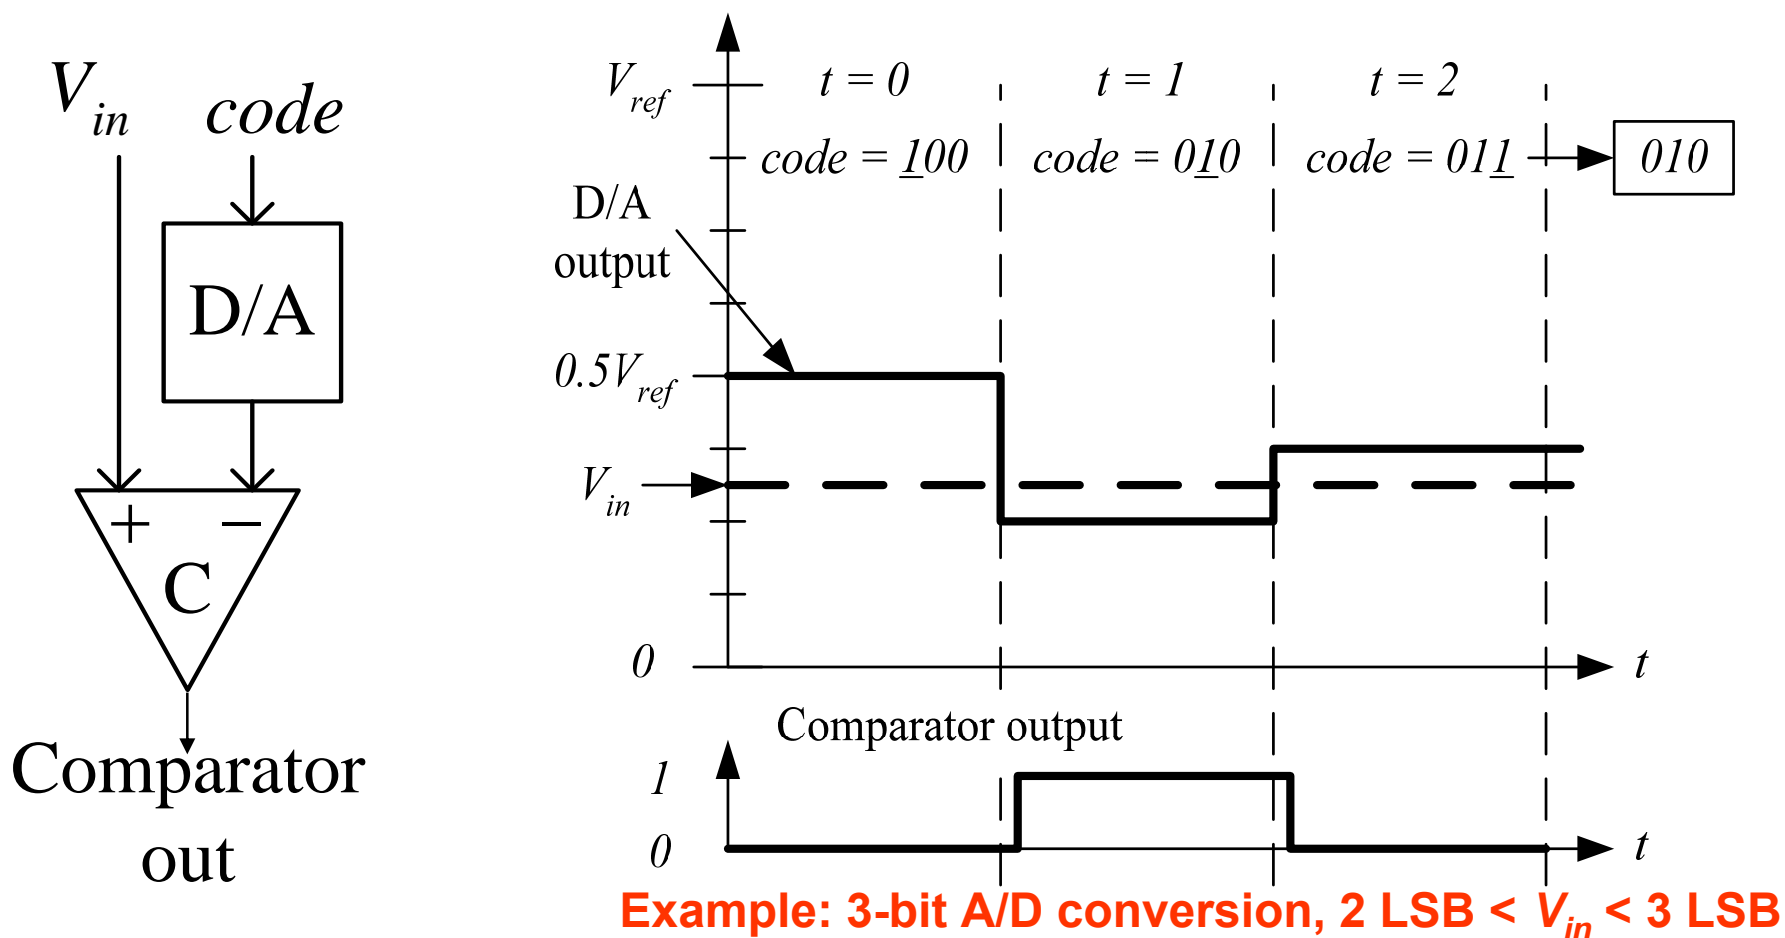 V_in
code
D/A
+ −
C
Comparator
out
V_ref
t = 0
t = 1
t = 2
code = 100
code = 010
code = 011
010
D/A
output
0.5V_ref
V_in
0
t
Comparator output
1
0
t
Example: 3-bit A/D conversion, 2 LSB < V_in < 3 LSB